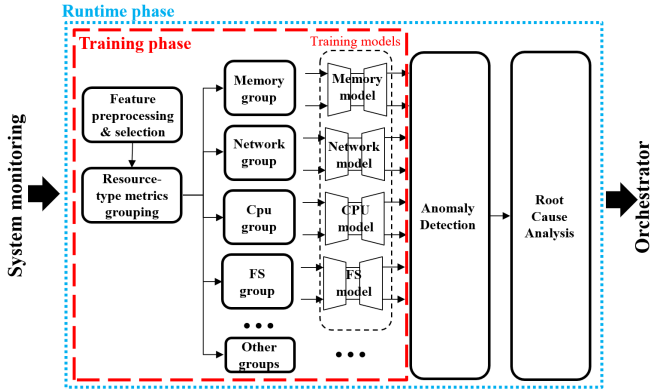 Runtime phase
Training phase
Training models
System monitoring
Feature
preprocessing
& selection
Resource-
type metrics
grouping
Memory
group
Network
group
Cpu
group
FS
group
Other
groups
Memory
model
Network
model
CPU
model
FS
model
Anomaly
Detection
Root
Cause
Analysis
Orchestrator